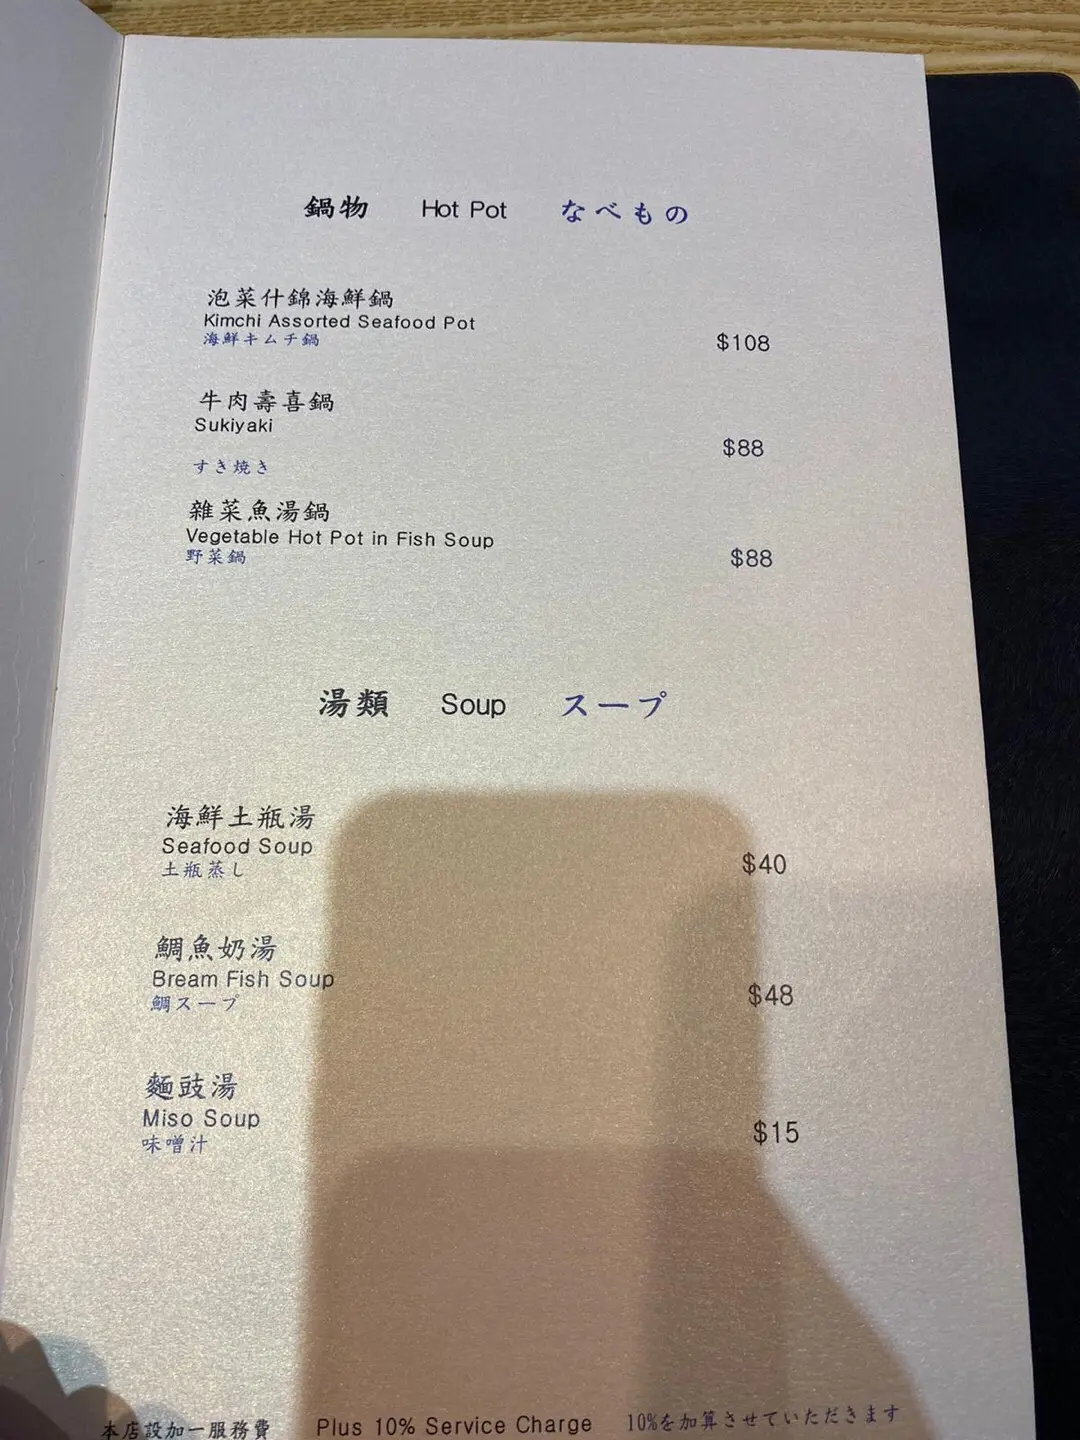 鍋物 Hot Pot なべもの
泡菜什錦海鮮鍋
Kimchi Assorted Seafood Pot
海鮮キムチ鍋
$108
牛肉壽喜鍋
Sukiyaki
$88
すき焼き
雜菜魚湯鍋
Vegetable Hot Pot in Fish Soup
野菜鍋
$88
湯類 Soup スープ
海鮮土瓶湯
Seafood Soup
土瓶蒸し
$40
鯛魚奶湯
Bream Fish Soup
鯛スープ
$48
麵豉湯
Miso Soup
味噌汁
$15
本店設加一服務費 Plus 10% Service Charge 10%を加算させていただきます